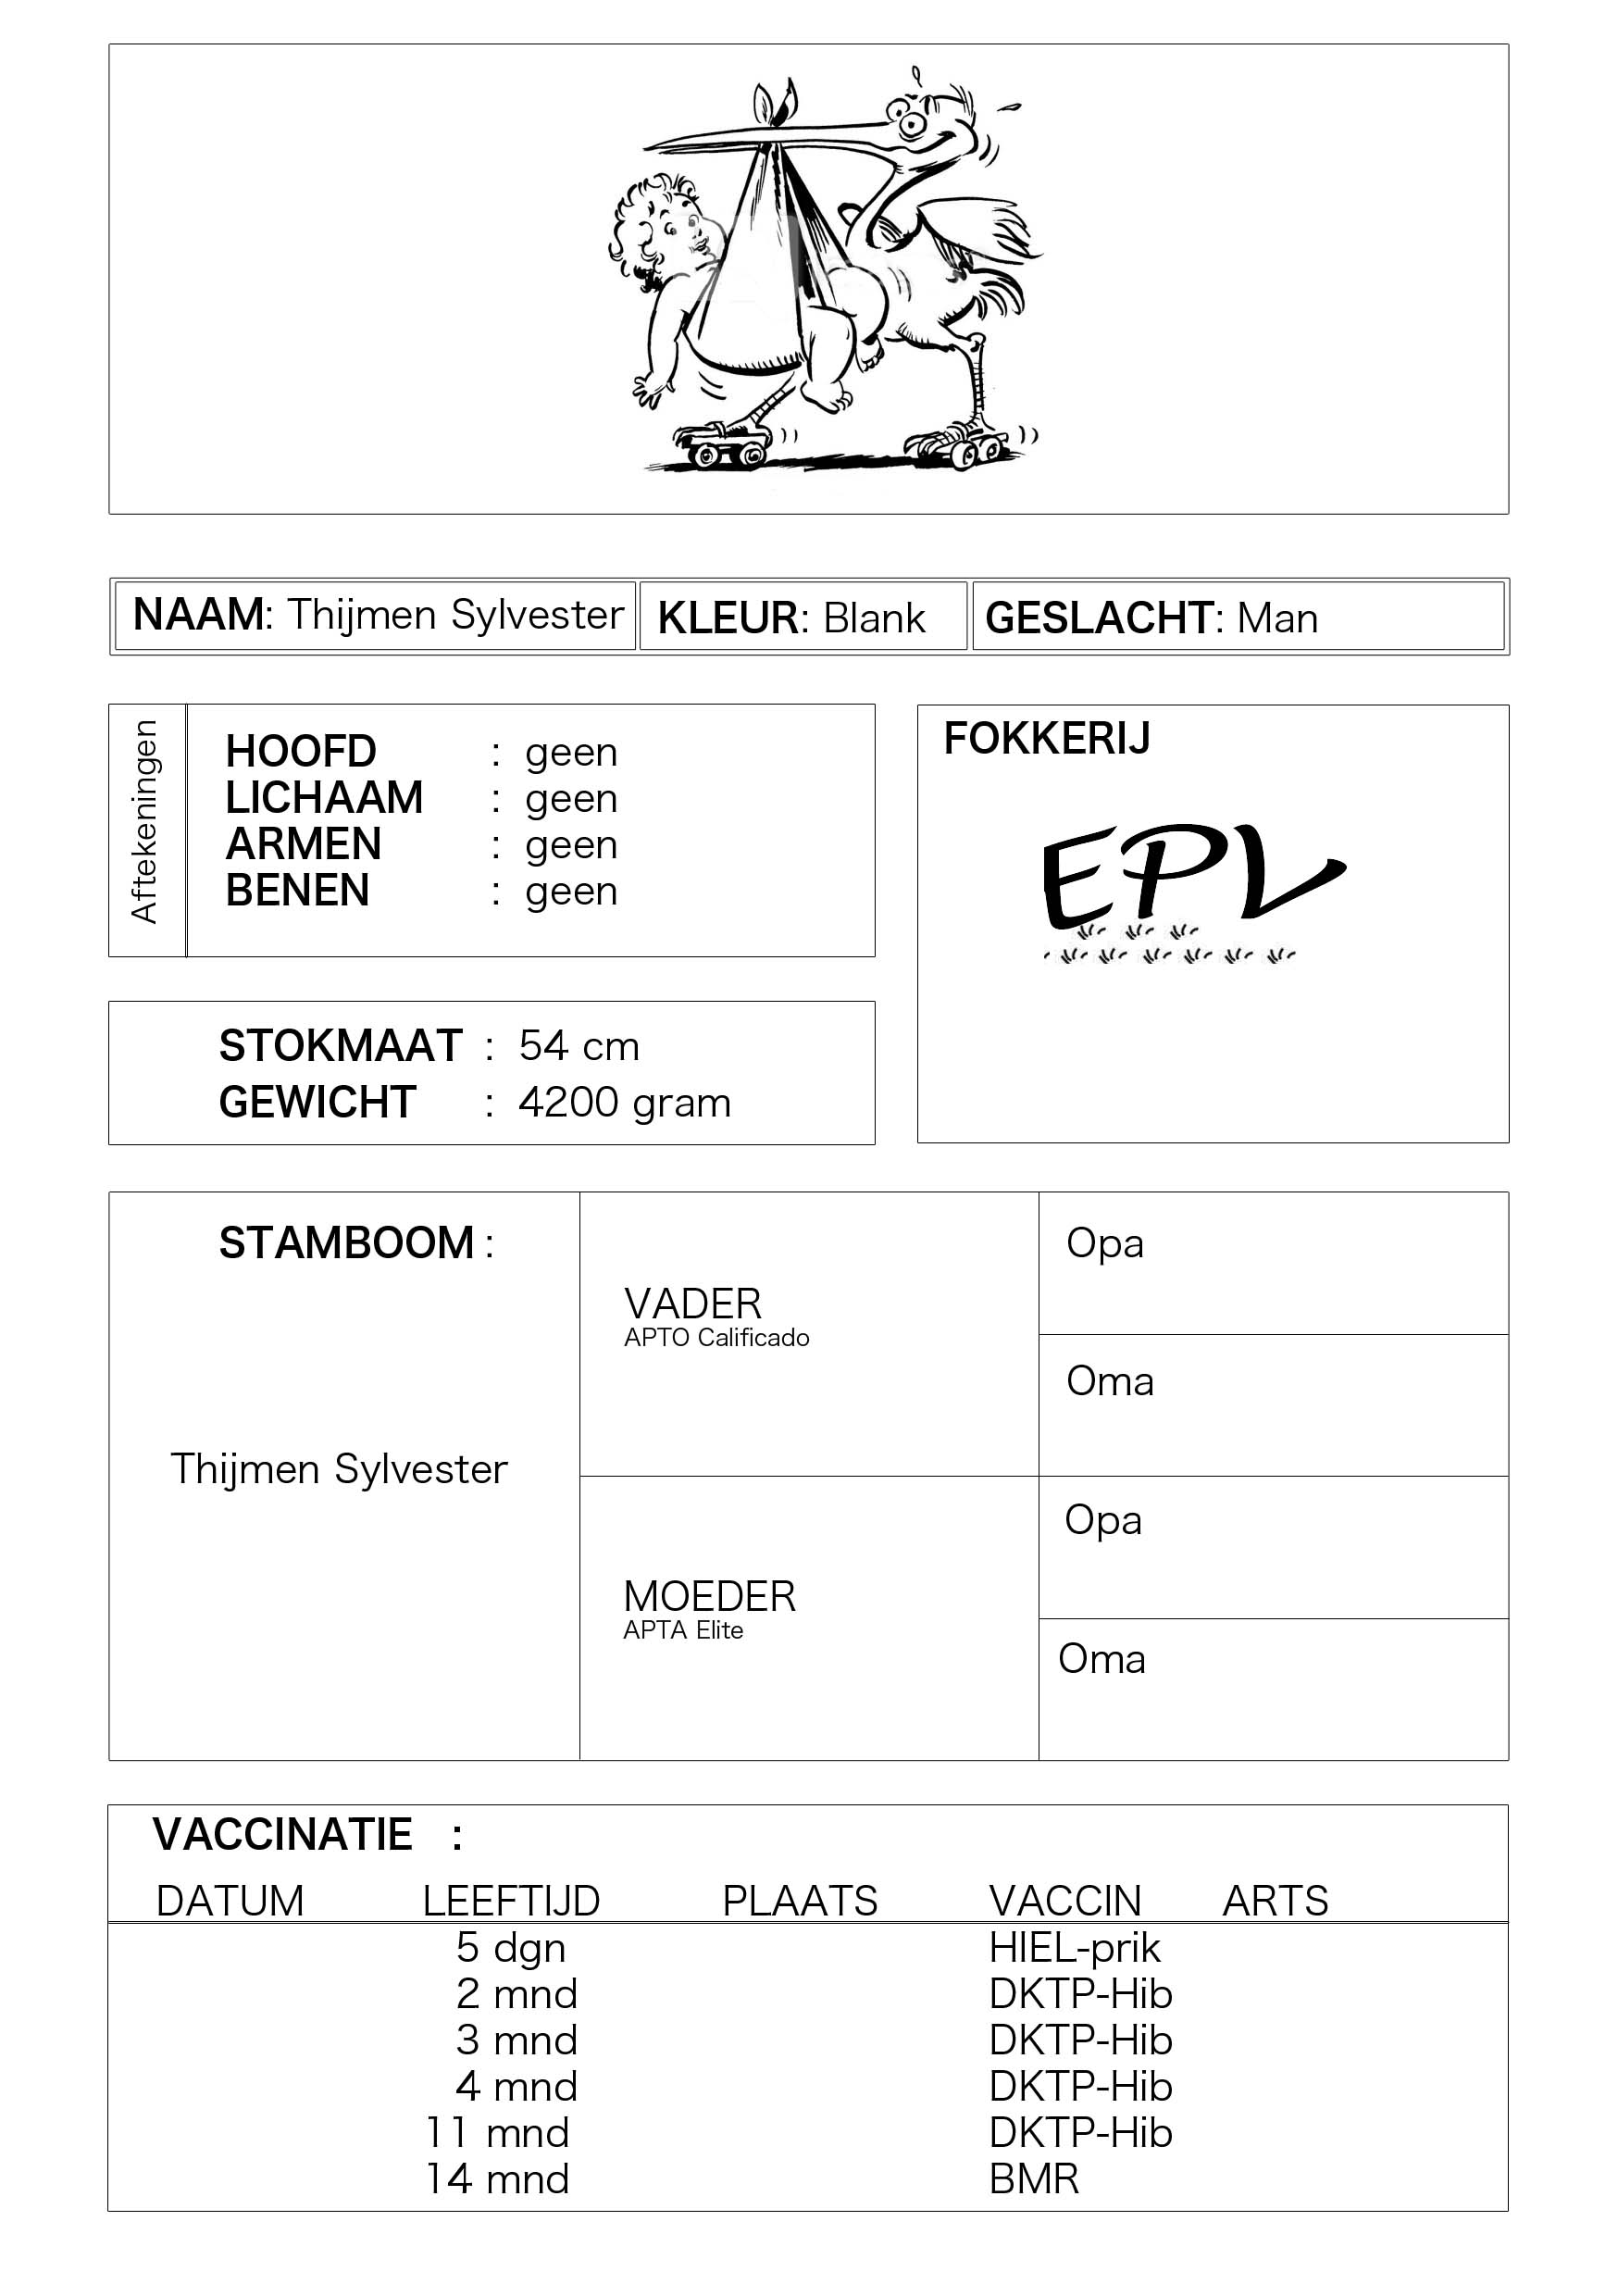 NAAM: Thijmen Sylvester KLEUR: Blank GESLACHT: Man
Aftekeningen
HOOFD : geen
LICHAAM : geen
ARMEN : geen
BENEN : geen
FOKKERIJ
EPV
STOKMAAT : 54 cm
GEWICHT : 4200 gram
STAMBOOM :
Thijmen Sylvester
VADER
APTO Calificado
Opa
Oma
MOEDER
APTA Elite
Opa
Oma
VACCINATIE :
DATUM LEEFTIJD PLAATS VACCIN ARTS
5 dgn HIEL-prik
2 mnd DKTP-Hib
3 mnd DKTP-Hib
4 mnd DKTP-Hib
11 mnd DKTP-Hib
14 mnd BMR